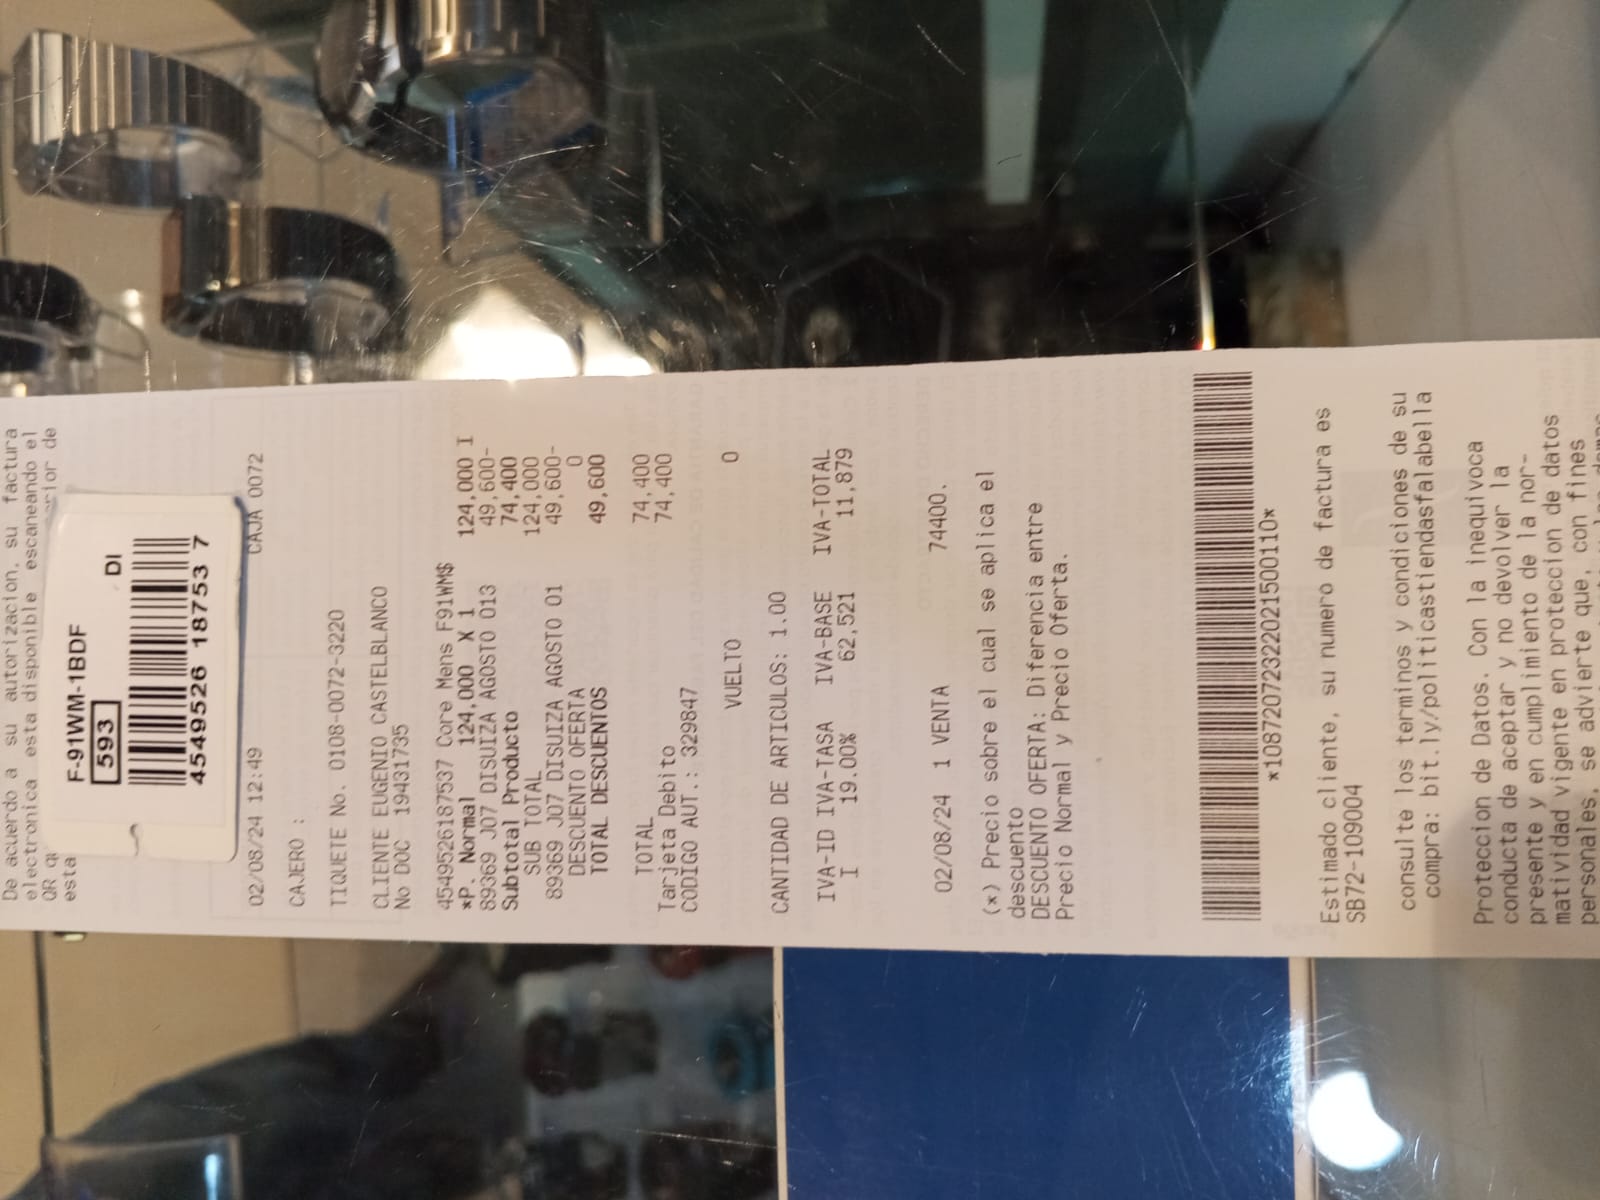 De acuerdo a su autorizacion, su factura
electronica esta disponible escaneando el
QR de
esta
F-91WM-1BDF
593 DI
4549526 18753 7
02/08/24 12:49 CAJA 0072
CAJERO :
TIQUETE No. 0108-0072-3220
CLIENTE EUGENIO CASTELBLANCO
No DOC 19431735
4549526187537 Core Mens F91WM$
*P. Normal 124,000 X 1 124,000 I
89369 J07 DISUIZA AGOSTO 013 49,600-
Subtotal Producto 74,400
SUB TOTAL 124,000
89369 J07 DISUIZA AGOSTO 01 49,600-
DESCUENTO OFERTA 0
TOTAL DESCUENTOS 49,600
TOTAL 74,400
Tarjeta Debito 74,400
CODIGO AUT.: 329847
VUELTO 0
CANTIDAD DE ARTICULOS: 1.00
IVA-ID IVA-TASA IVA-BASE IVA-TOTAL
I 19.00% 62,521 11,879
02/08/24 1 VENTA 74400.
(*) Precio sobre el cual se aplica el
descuento
DESCUENTO OFERTA: Diferencia entre
Precio Normal y Precio Oferta.
*108720723220215001​10*
Estimado cliente, su numero de factura es
SB72-109004
consulte los terminos y condiciones de su
compra: bit.ly/politicastiendasfalabella
Proteccion de Datos. Con la inequivoca
conducta de aceptar y no devolver la
presente y en cumplimiento de la nor-
matividad vigente en proteccion de datos
personales, se advierte que, con fines